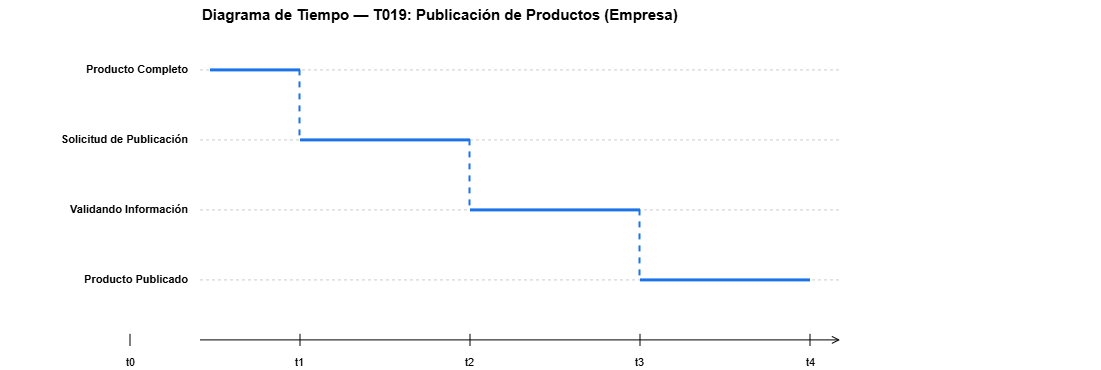 Diagrama de Tiempo — T019: Publicación de Productos (Empresa)
Producto Completo
Solicitud de Publicación
Validando Información
Producto Publicado
t0 t1 t2 t3 t4